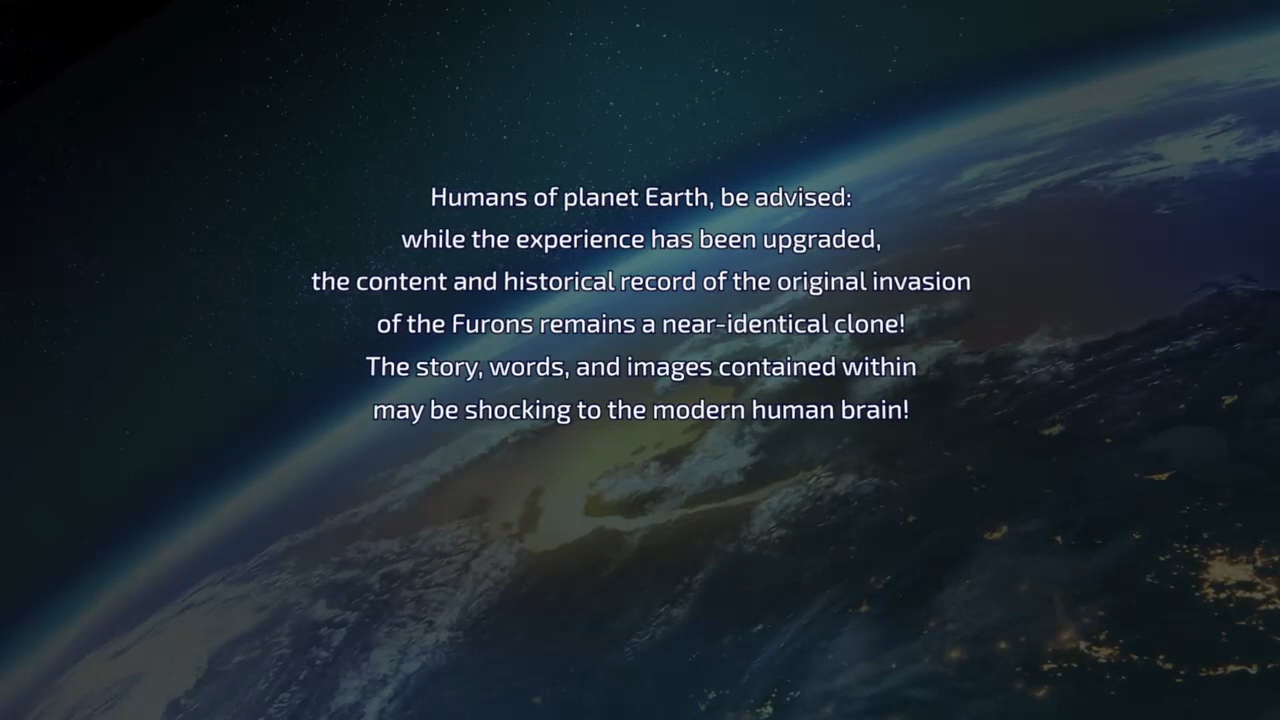 Humans of planet Earth, be advised:
while the experience has been upgraded,
the content and historical record of the original invasion
of the Furons remains a near-identical clone!
The story, words, and images contained within
may be shocking to the modern human brain!